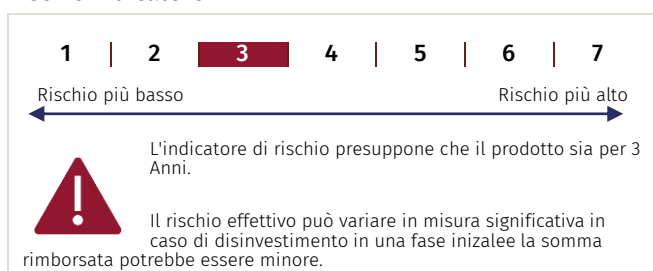 1 2 3 4 5 6 7
Rischio più basso Rischio più alto
L'indicatore di rischio presuppone che il prodotto sia per 3
Anni.
Il rischio effettivo può variare in misura significativa in
caso di disinvestimento in una fase inizalee la somma
rimborsata potrebbe essere minore.